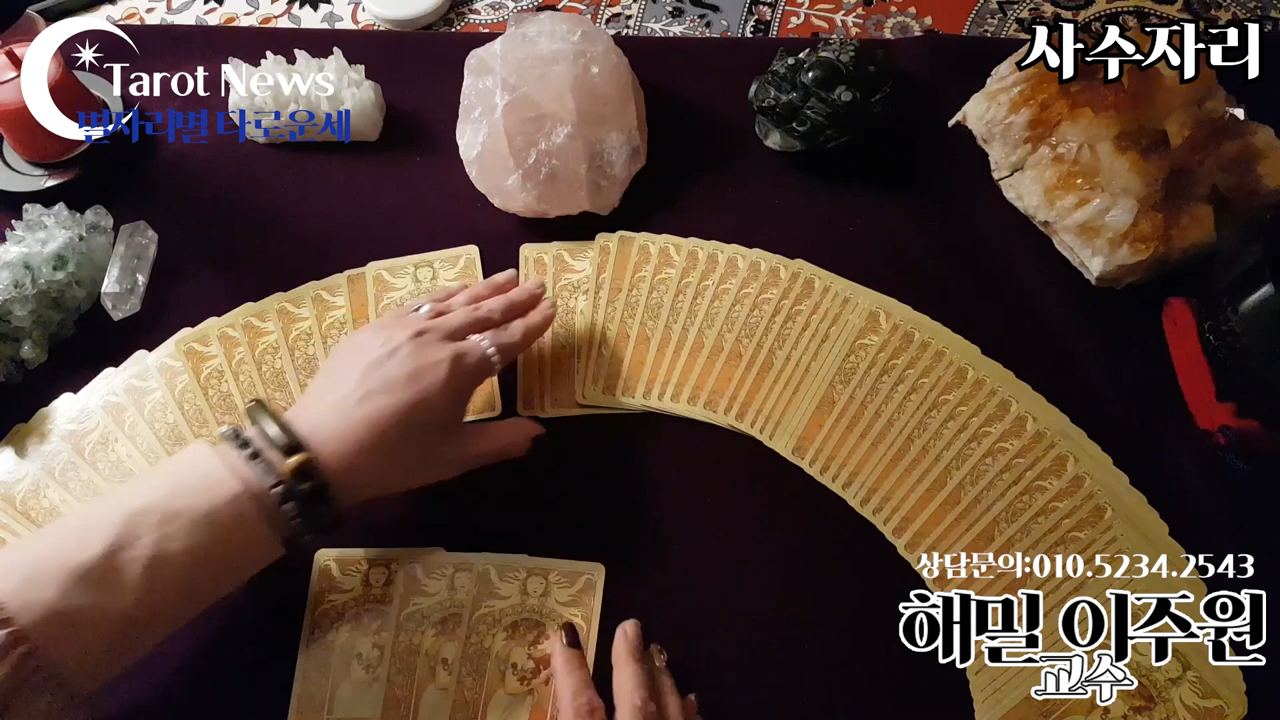 Tarot News
별자리별 타로운세
사수자리
상담문의:010.5234.2543
해밀 이주원
교수